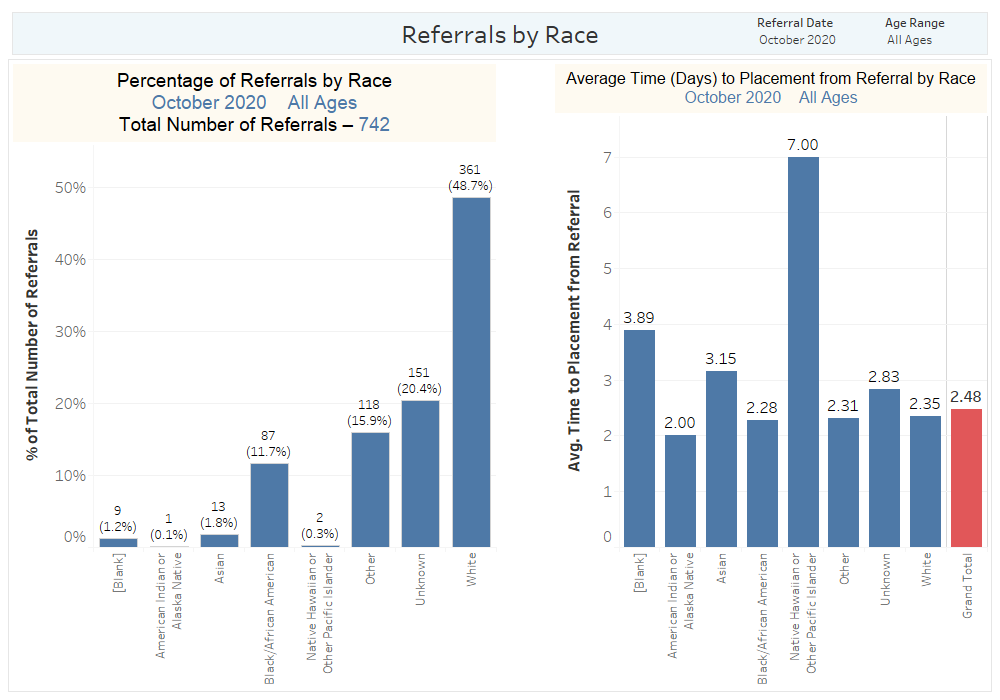 Referrals by Race
Referral Date
October 2020
Age Range
All Ages
Percentage of Referrals by Race
October 2020 All Ages
Total Number of Referrals – 742
% of Total Number of Referrals
50%
40%
30%
20%
10%
0%
9
(1.2%)
1
(0.1%)
13
(1.8%)
87
(11.7%)
2
(0.3%)
118
(15.9%)
151
(20.4%)
361
(48.7%)
[Blank]
American Indian or
Alaska Native
Asian
Black/African American
Native Hawaiian or
Other Pacific Islander
Other
Unknown
White
Average Time (Days) to Placement from Referral by Race
October 2020 All Ages
Avg. Time to Placement from Referral
7
6
5
4
3
2
1
0
3.89
2.00
3.15
2.28
7.00
2.31
2.83
2.35
2.48
[Blank]
American Indian or
Alaska Native
Asian
Black/African American
Native Hawaiian or
Other Pacific Islander
Other
Unknown
White
Grand Total